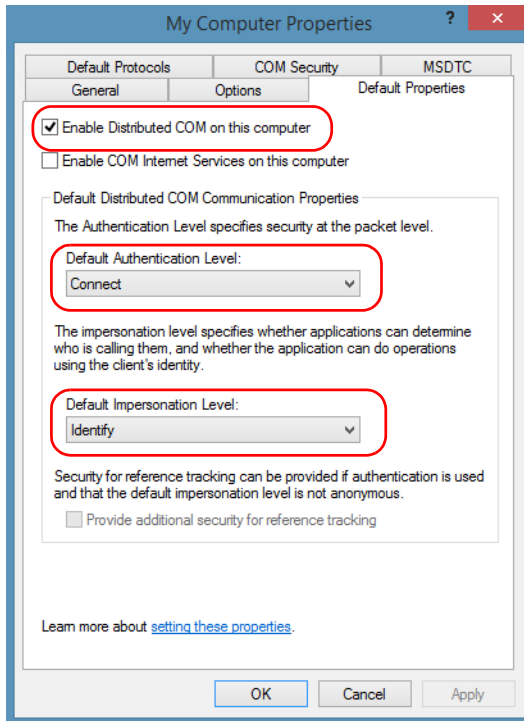 My Computer Properties
?
×
Default Protocols
COM Security
MSDTC
General
Options
Default Properties
Enable Distributed COM on this computer
Enable COM Internet Services on this computer
Default Distributed COM Communication Properties
The Authentication Level specifies security at the packet level.
Default Authentication Level:
Connect
The impersonation level specifies whether applications can determine
who is calling them, and whether the application can do operations
using the client's identity.
Default Impersonation Level:
Identify
Security for reference tracking can be provided if authentication is used
and that the default impersonation level is not anonymous.
Provide additional security for reference tracking
Learn more about setting these properties.
OK
Cancel
Apply